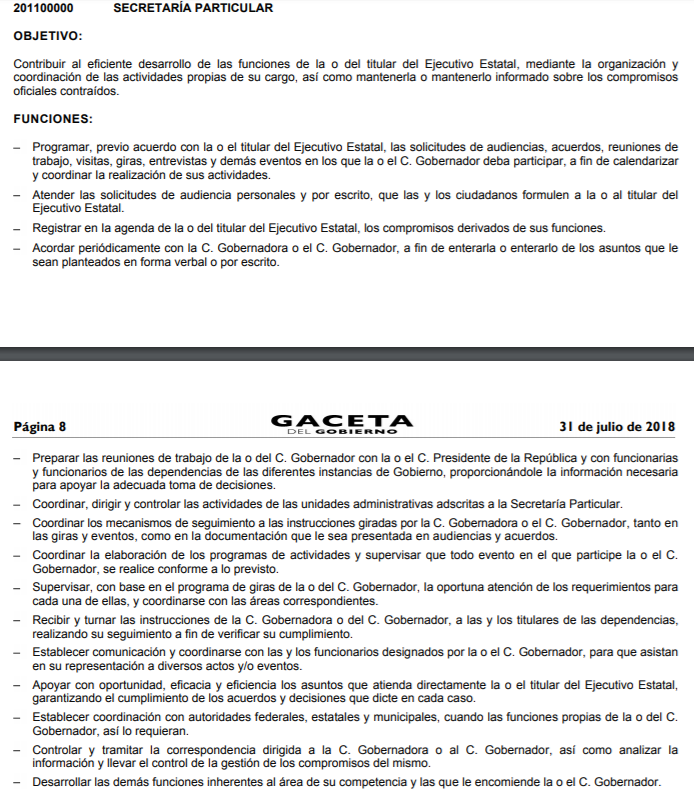 201100000 SECRETARÍA PARTICULAR
OBJETIVO:
Contribuir al eficiente desarrollo de las funciones de la o del titular del Ejecutivo Estatal, mediante la organización y
coordinación de las actividades propias de su cargo, así como mantenerla o mantenerlo informado sobre los compromisos
oficiales contraídos.
FUNCIONES:
– Programar, previo acuerdo con la o el titular del Ejecutivo Estatal, las solicitudes de audiencias, acuerdos, reuniones de
trabajo, visitas, giras, entrevistas y demás eventos en los que la o el C. Gobernador deba participar, a fin de calendarizar
y coordinar la realización de sus actividades.
– Atender las solicitudes de audiencia personales y por escrito, que las y los ciudadanos formulen a la o al titular del
Ejecutivo Estatal.
– Registrar en la agenda de la o del titular del Ejecutivo Estatal, los compromisos derivados de sus funciones.
– Acordar periódicamente con la C. Gobernadora o el C. Gobernador, a fin de enterarla o enterarlo de los asuntos que le
sean planteados en forma verbal o por escrito.
Página 8 GACETA DEL GOBIERNO 31 de julio de 2018
– Preparar las reuniones de trabajo de la o del C. Gobernador con la o el C. Presidente de la República y con funcionarias
y funcionarios de las dependencias de las diferentes instancias de Gobierno, proporcionándole la información necesaria
para apoyar la adecuada toma de decisiones.
– Coordinar, dirigir y controlar las actividades de las unidades administrativas adscritas a la Secretaría Particular.
– Coordinar los mecanismos de seguimiento a las instrucciones giradas por la C. Gobernadora o el C. Gobernador, tanto en
las giras y eventos, como en la documentación que le sea presentada en audiencias y acuerdos.
– Coordinar la elaboración de los programas de actividades y supervisar que todo evento en el que participe la o el C.
Gobernador, se realice conforme a lo previsto.
– Supervisar, con base en el programa de giras de la o del C. Gobernador, la oportuna atención de los requerimientos para
cada una de ellas, y coordinarse con las áreas correspondientes.
– Recibir y turnar las instrucciones de la C. Gobernadora o del C. Gobernador, a las y los titulares de las dependencias,
realizando su seguimiento a fin de verificar su cumplimiento.
– Establecer comunicación y coordinarse con las y los funcionarios designados por la o el C. Gobernador, para que asistan
en su representación a diversos actos y/o eventos.
– Apoyar con oportunidad, eficacia y eficiencia los asuntos que atienda directamente la o el titular del Ejecutivo Estatal,
garantizando el cumplimiento de los acuerdos y decisiones que dicte en cada caso.
– Establecer coordinación con autoridades federales, estatales y municipales, cuando las funciones propias de la o del C.
Gobernador, así lo requieran.
– Controlar y tramitar la correspondencia dirigida a la C. Gobernadora o al C. Gobernador, así como analizar la
información y llevar el control de la gestión de los compromisos del mismo.
– Desarrollar las demás funciones inherentes al área de su competencia y las que le encomiende la o el C. Gobernador.